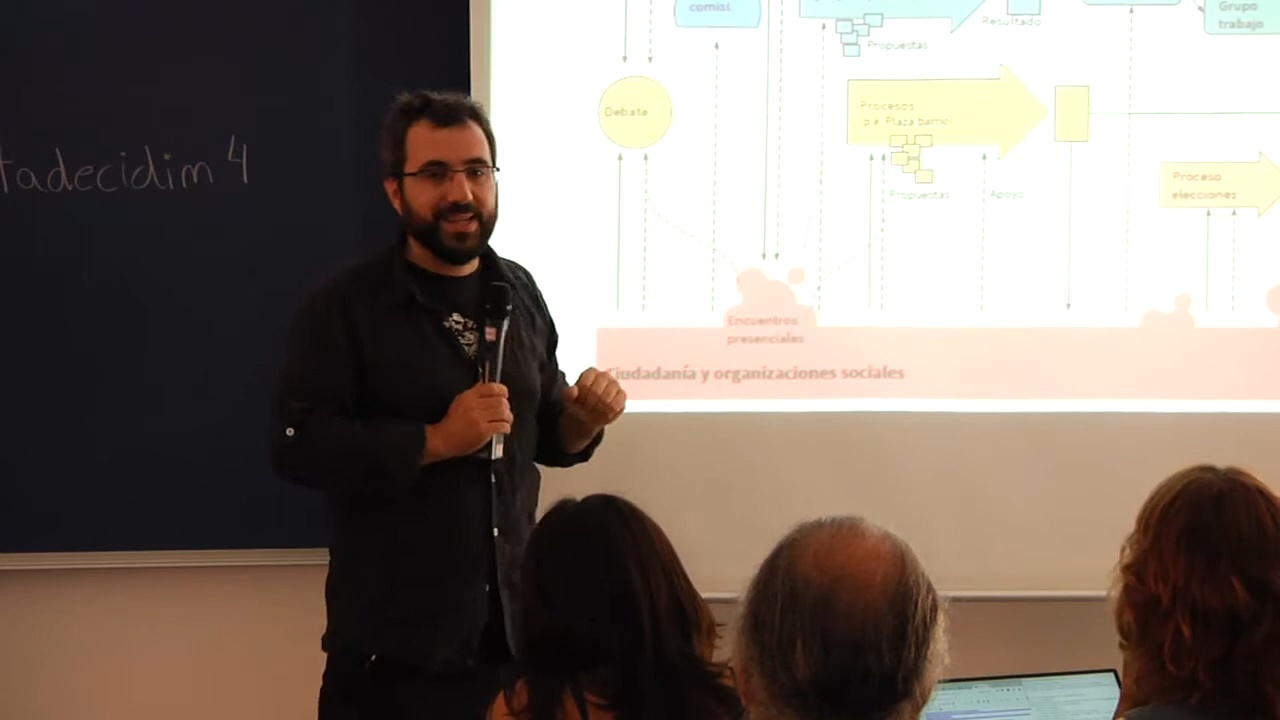 tadecidim 4
comisi.
Resultado
Grupo
trabajo
Propuestas
Debate
Procesos
p.e. Plaza barrio
Propuestas
Apoyo
Proceso
elecciones
Encuentros
presenciales
Ciudadanía y organizaciones sociales